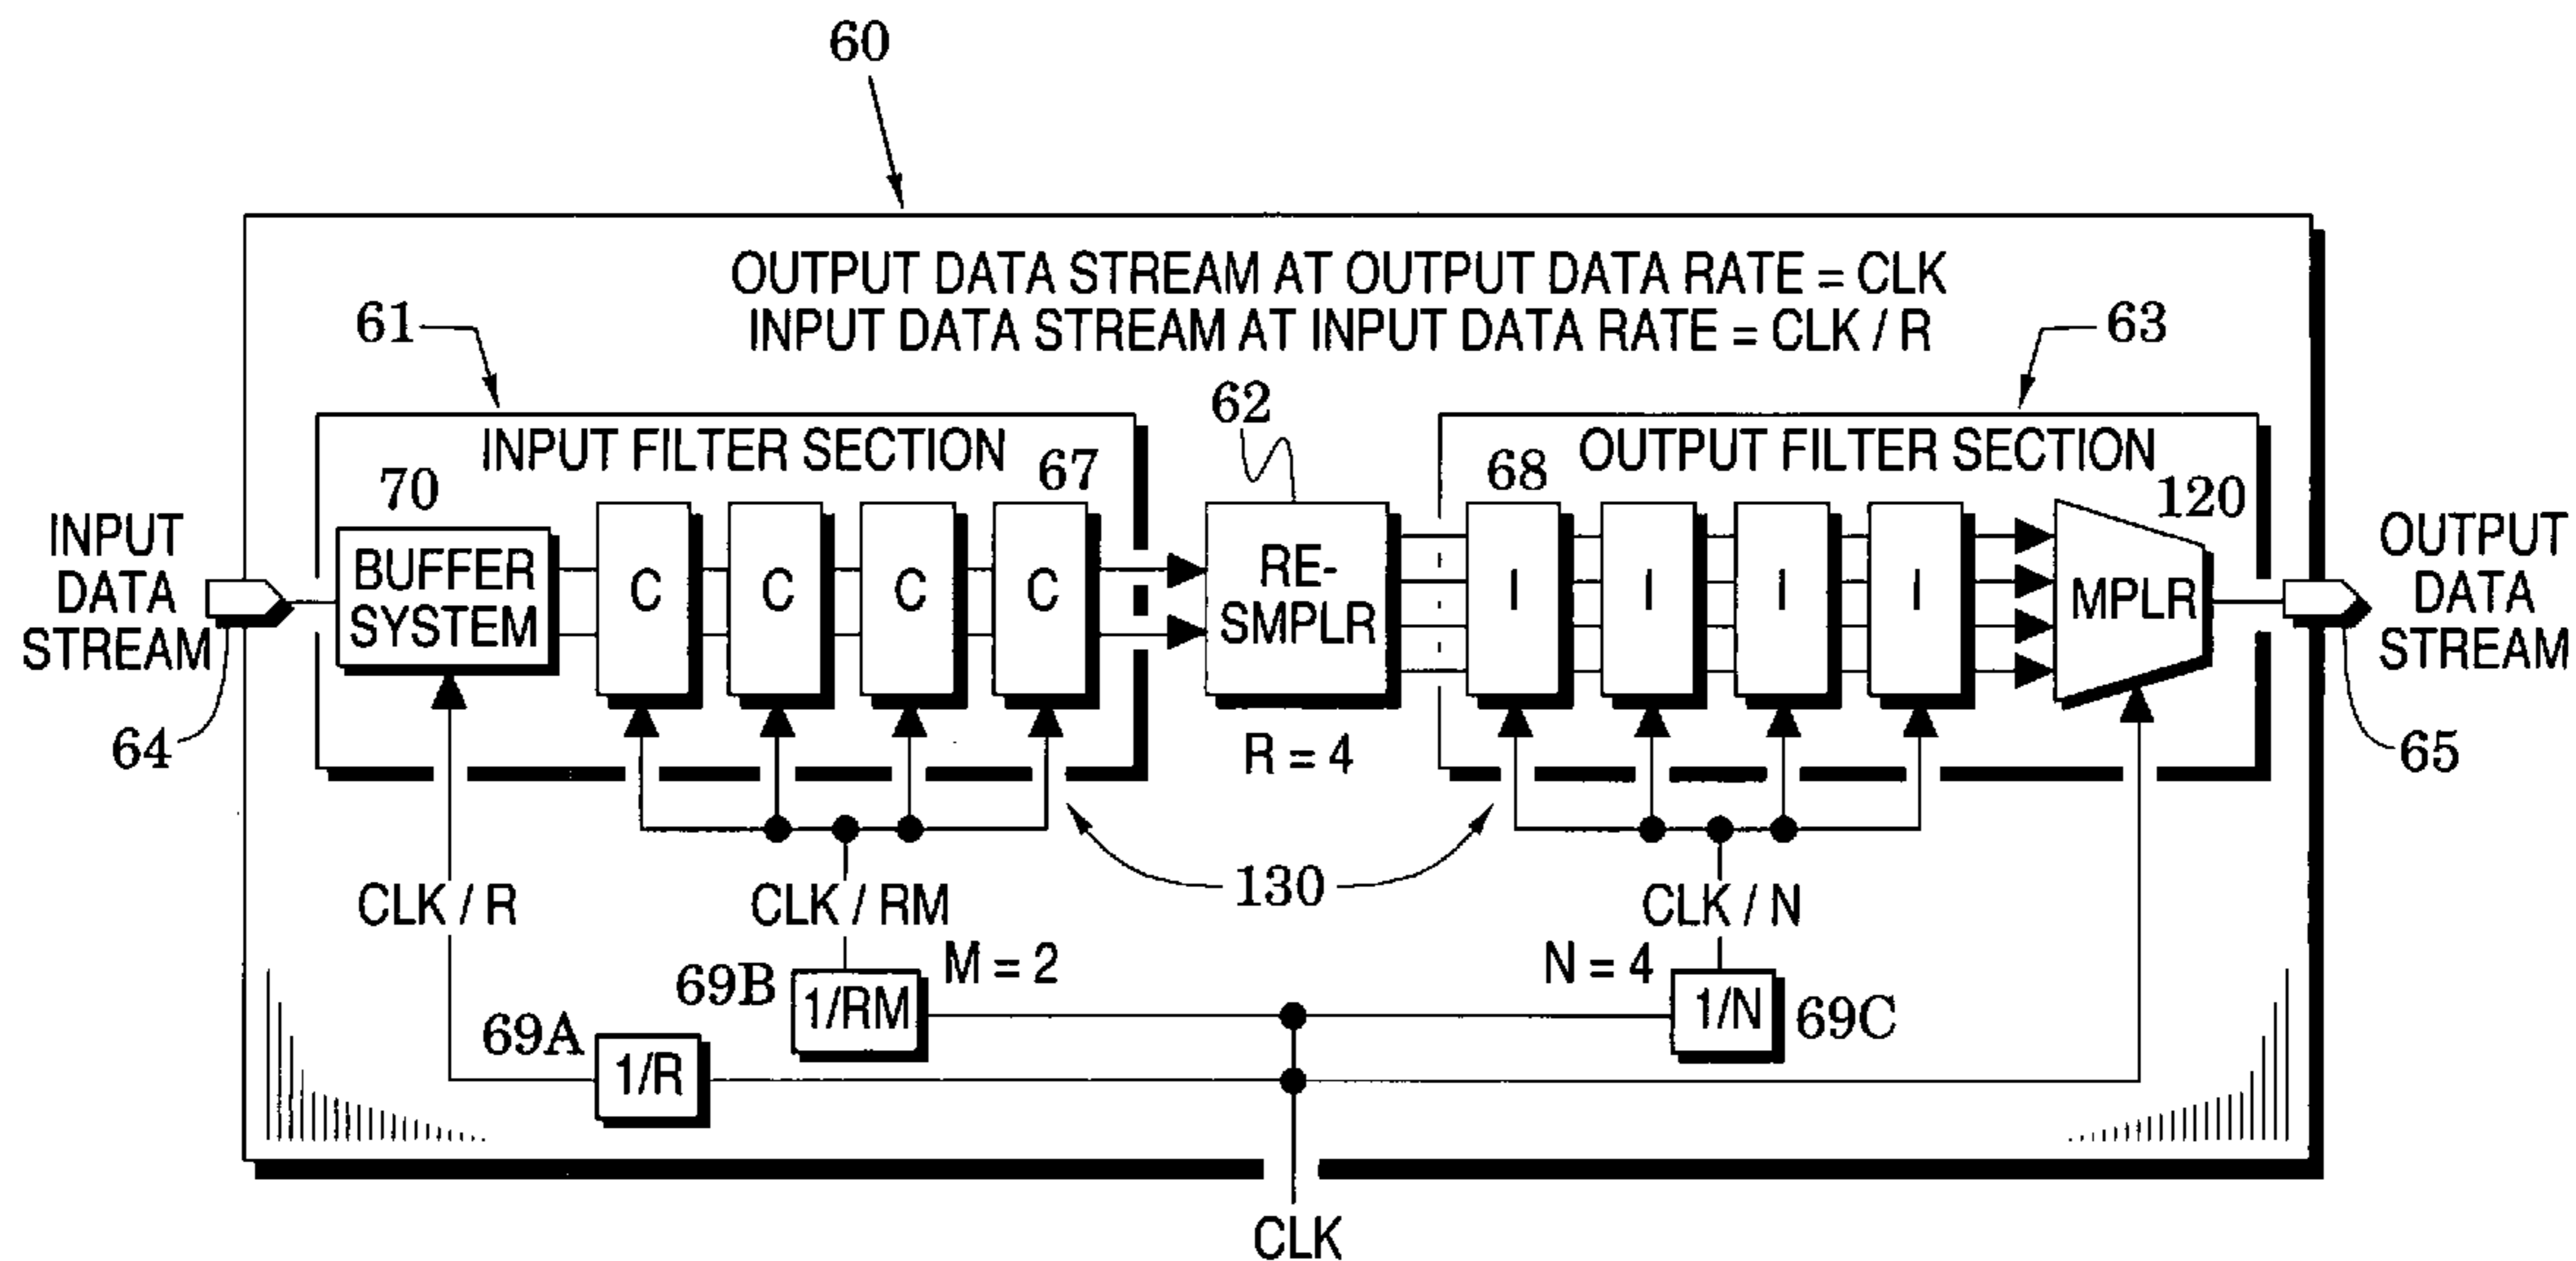 60
OUTPUT DATA STREAM AT OUTPUT DATA RATE = CLK
INPUT DATA STREAM AT INPUT DATA RATE = CLK / R
61
63
62
INPUT FILTER SECTION
OUTPUT FILTER SECTION
70
67
68
120
INPUT
DATA
STREAM
BUFFER
SYSTEM
C
C
C
C
RE-
SMPLR
I
I
I
I
MPLR
OUTPUT
DATA
STREAM
64
R = 4
65
130
CLK / R
CLK / RM
CLK / N
M = 2
N = 4
69B
1/RM
1/N
69C
69A
1/R
CLK